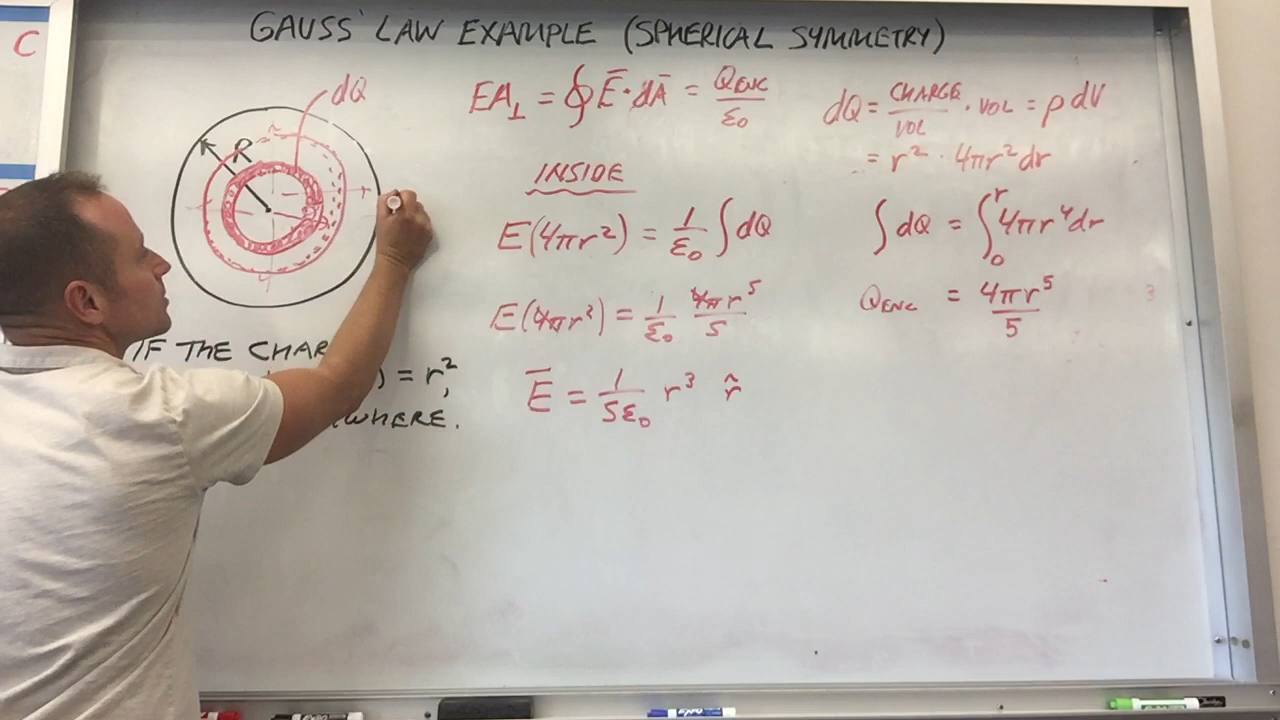 C
GAUSS' LAW EXAMPLE (SPHERICAL SYMMETRY)
dQ
R
IF THE CHAR
) = r²,
WHERE.
EA⊥ = ∮ E̅ · dA̅ = Q_ENC / ε₀
INSIDE
E(4πr²) = 1/ε₀ ∫ dQ
E(4πr²) = 1/ε₀ 4πr⁵/5
E̅ = 1/5ε₀ r³ r̂
dQ = CHARGE/VOL · VOL = ρ dV
= r² · 4πr² dr
∫ dQ = ∫₀ʳ 4πr⁴ dr
Q_ENC = 4πr⁵/5
EXPO